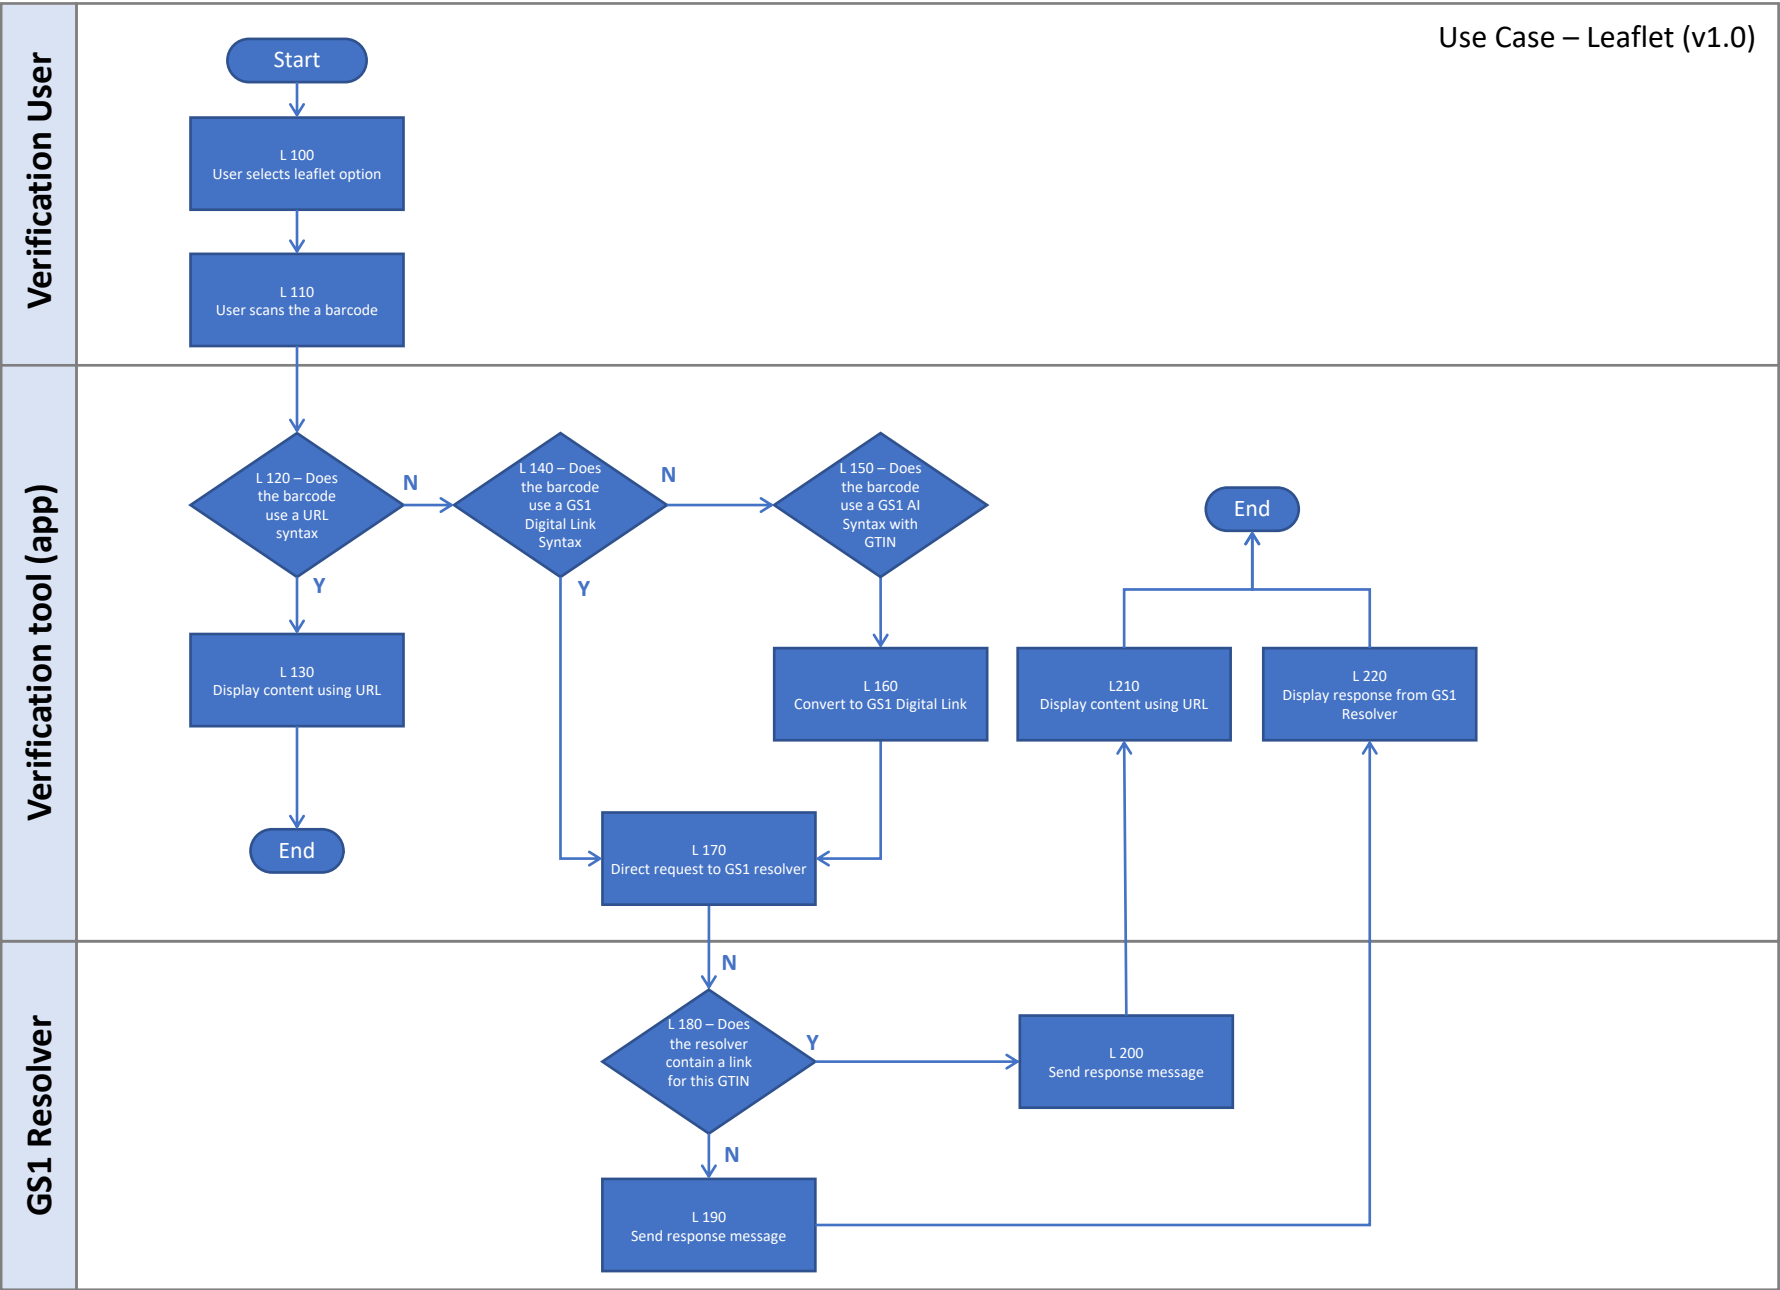 Use Case – Leaflet (v1.0)
Verification User
Start
L 100
User selects leaflet option
L 110
User scans the a barcode
Verification tool (app)
L 120 – Does
the barcode
use a URL
syntax
N
Y
L 140 – Does
the barcode
use a GS1
Digital Link
Syntax
N
Y
L 150 – Does
the barcode
use a GS1 AI
Syntax with
GTIN
End
L 130
Display content using URL
L 160
Convert to GS1 Digital Link
L210
Display content using URL
L 220
Display response from GS1
Resolver
End
L 170
Direct request to GS1 resolver
GS1 Resolver
N
L 180 – Does
the resolver
contain a link
for this GTIN
Y
N
L 200
Send response message
L 190
Send response message